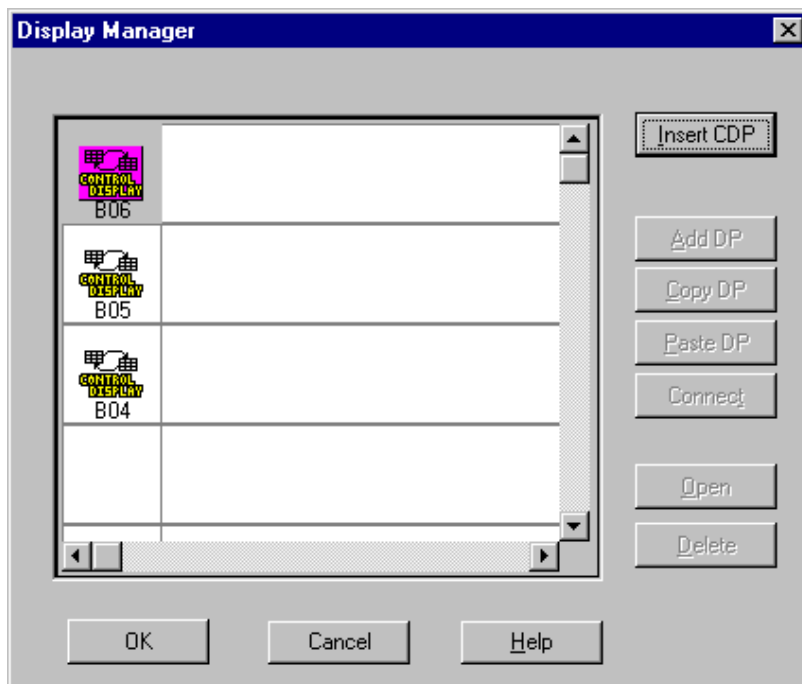 Display Manager
CONTROL
DISPLAY
B06
CONTROL
DISPLAY
B05
CONTROL
DISPLAY
B04
Insert CDP
Add DP
Copy DP
Paste DP
Connect
Open
Delete
OK
Cancel
Help